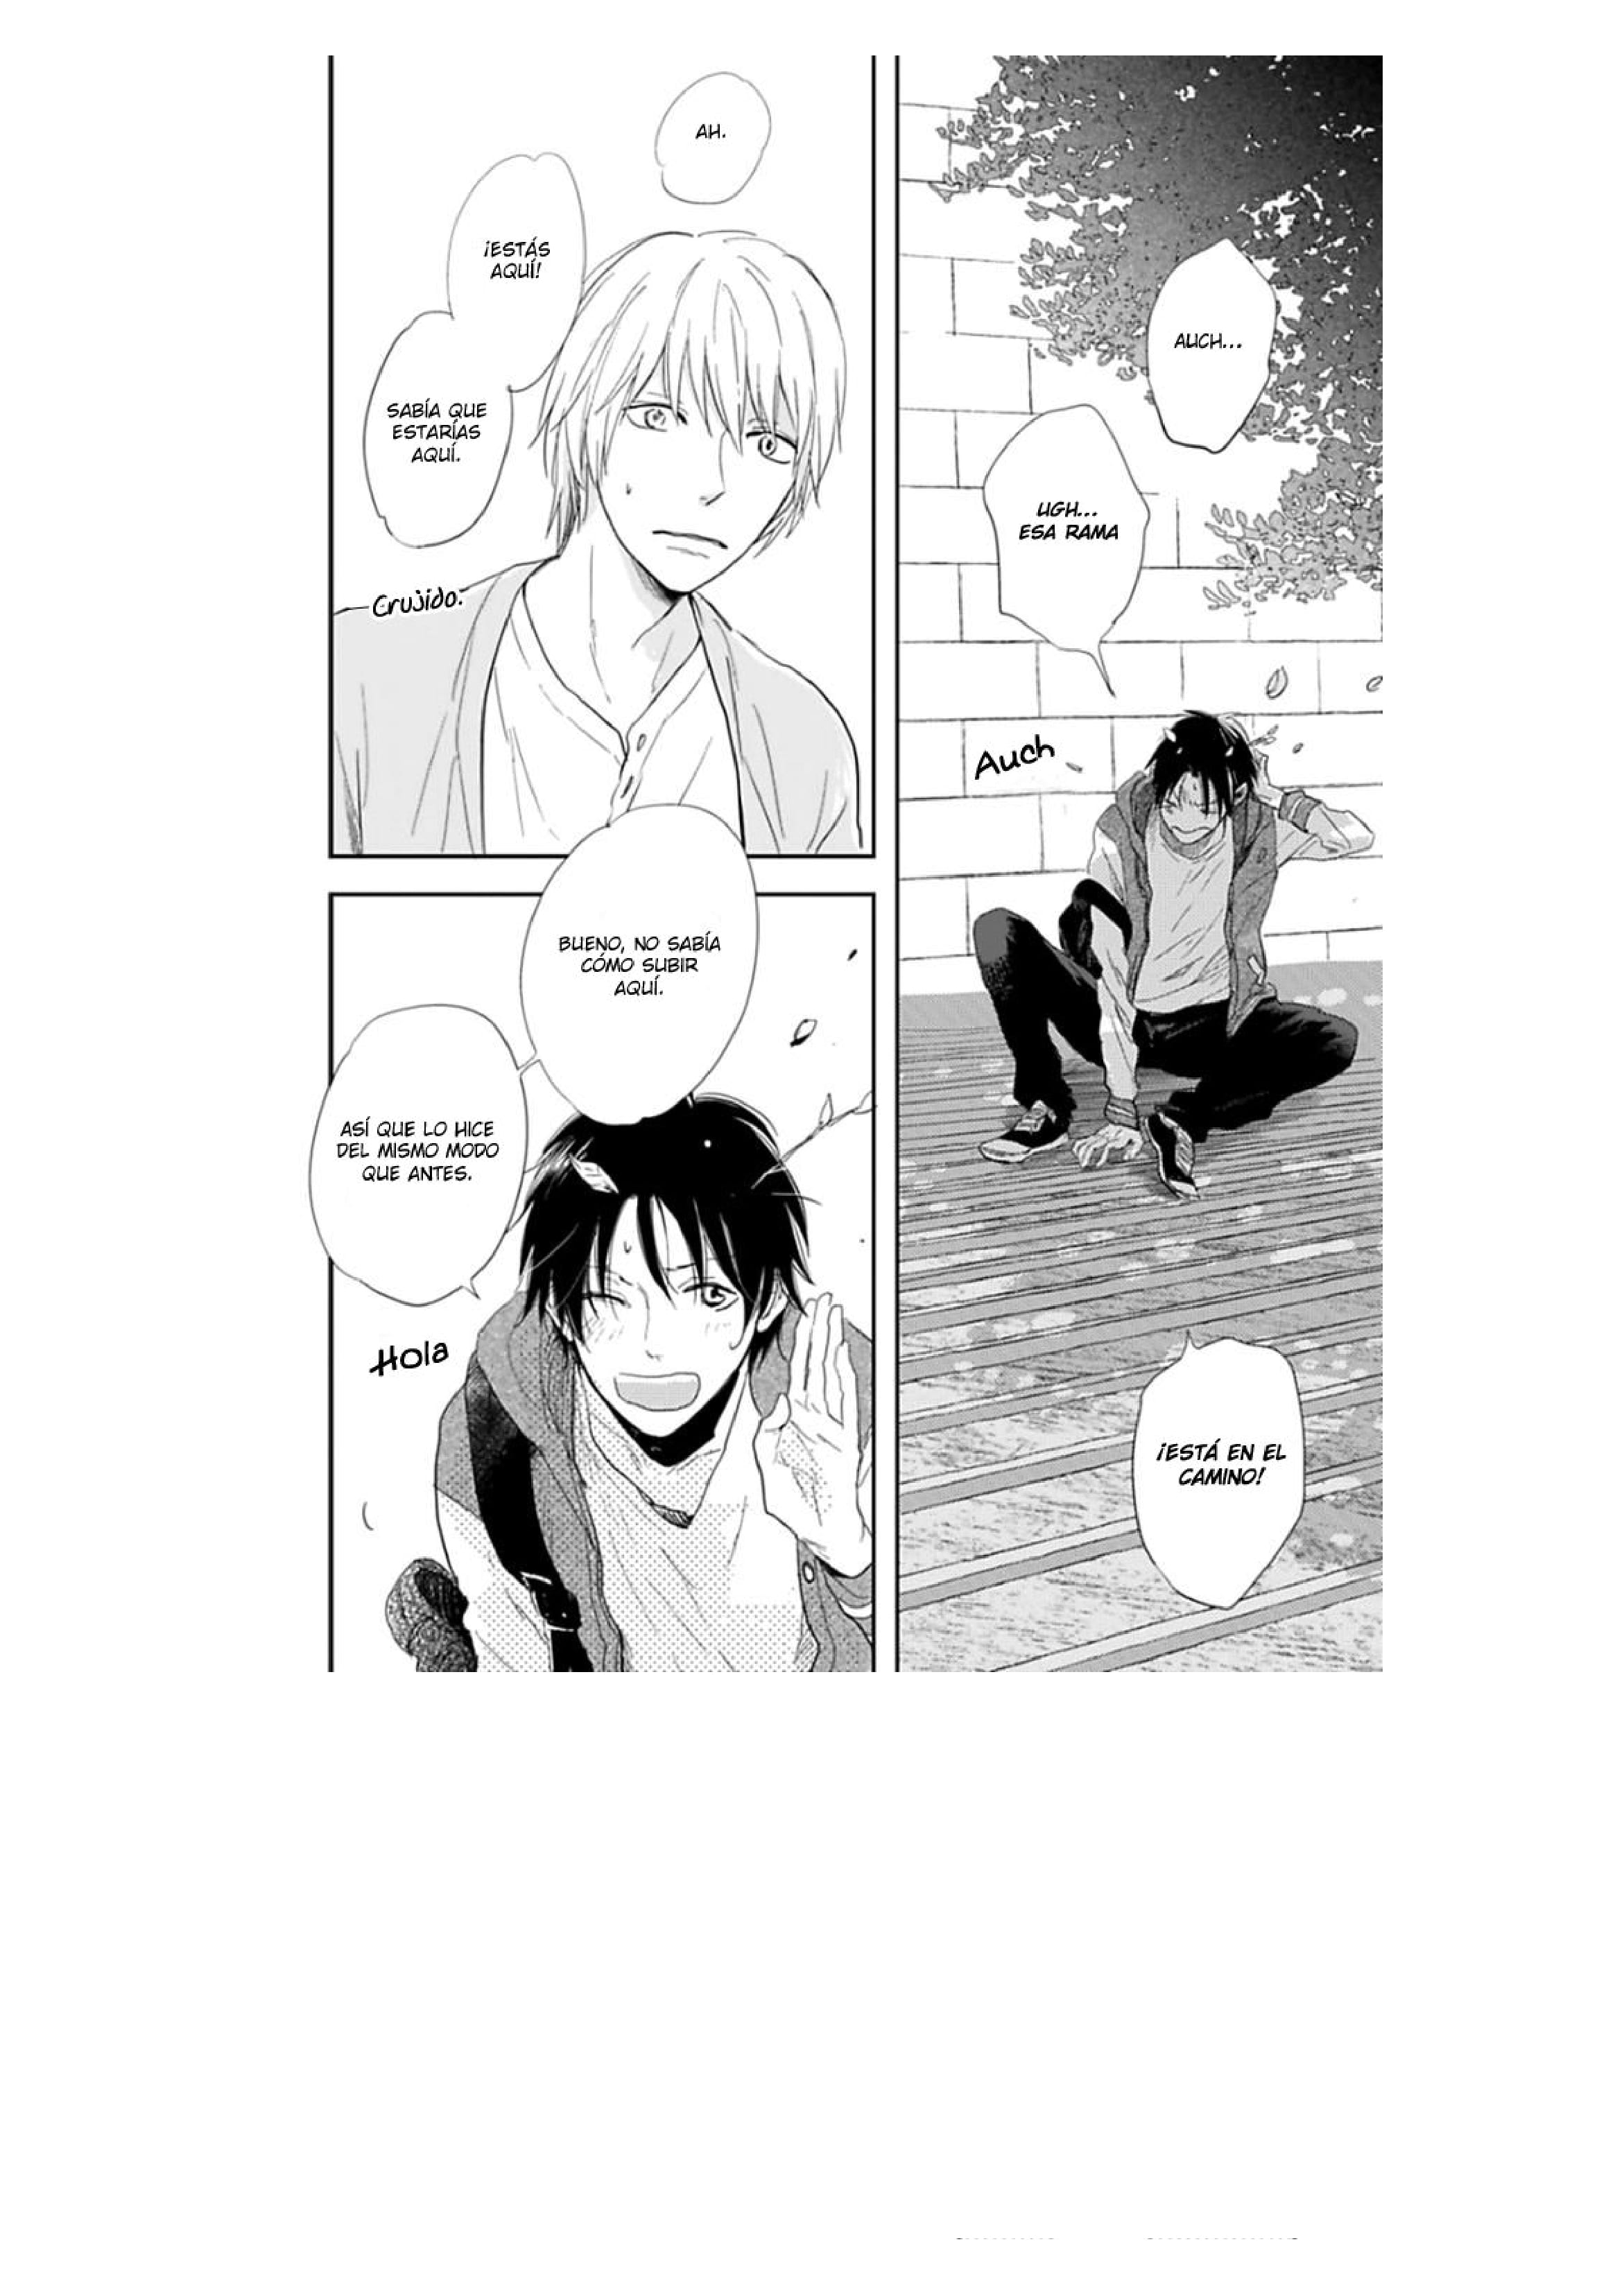 AUCH...
UGH...
ESA RAMA
Auch
¡ESTÁ EN EL
CAMINO!
AH.
¡ESTÁS
AQUÍ!
SABÍA QUE
ESTARÍAS
AQUÍ.
Crujido.
BUENO, NO SABÍA
CÓMO SUBIR
AQUÍ.
ASÍ QUE LO HICE
DEL MISMO MODO
QUE ANTES.
Hola